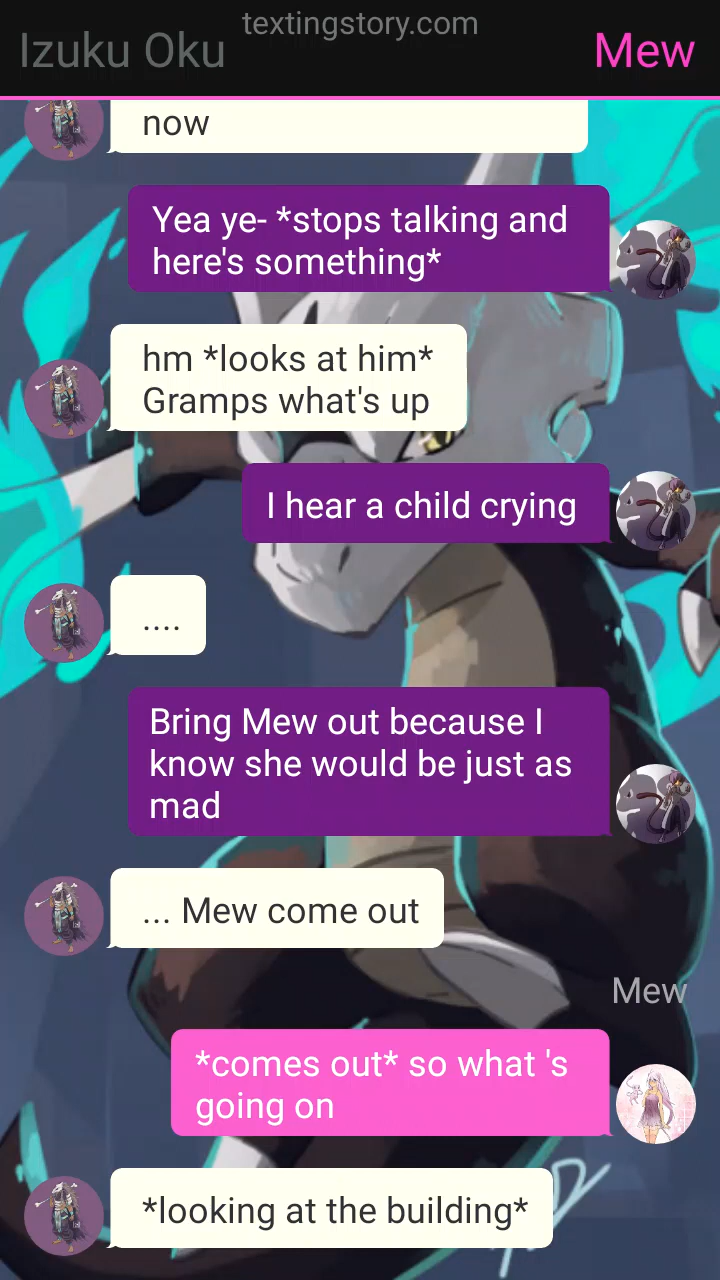 textingstory.com
Izuku Oku
Mew
now
Yea ye- *stops talking and
here's something*
hm *looks at him*
Gramps what's up
I hear a child crying
....
Bring Mew out because I
know she would be just as
mad
... Mew come out
Mew
*comes out* so what 's
going on
*looking at the building*